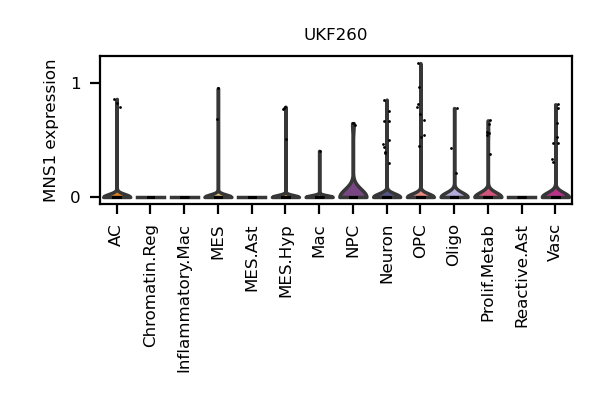 UKF260
MNS1 expression
1
0
AC
Chromatin.Reg
Inflammatory.Mac
MES
MES.Ast
MES.Hyp
Mac
NPC
Neuron
OPC
Oligo
Prolif.Metab
Reactive.Ast
Vasc